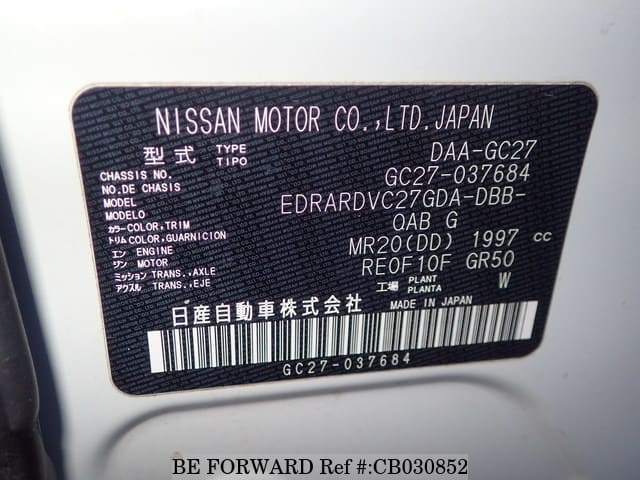 NISSAN MOTOR CO.,LTD.JAPAN
型式 TYPE TIPO DAA-GC27
CHASSIS NO. GC27-037684
NO.DE CHASIS
MODEL EDRARDVC27GDA-DBB-
MODELO
カラー COLOR,TRIM QAB G
トリム COLOR,GUARNICION
エン ENGINE MR20(DD) 1997 CC
ジン MOTOR
ミッション TRANS.,AXLE RE0F10F GR50
アクスル TRANS.,EJE
工場 PLANT PLANTA W
日産自動車株式会社 MADE IN JAPAN
GC27-037684
BE FORWARD Ref #:CB030852